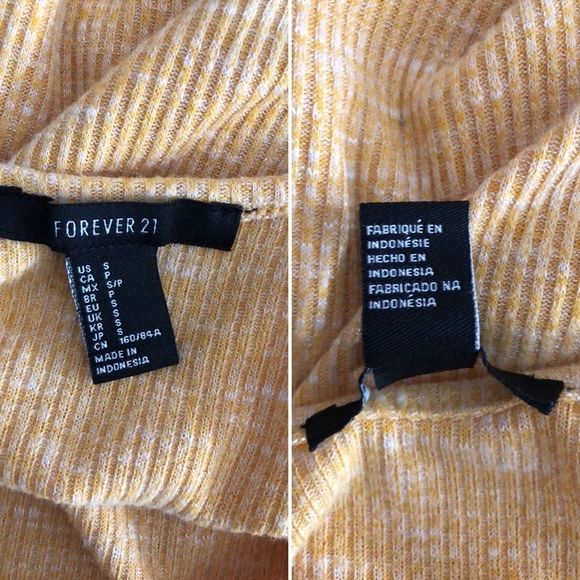 FOREVER 21
US S
CA P
MX S/P
BR P
EU S
UK S
KR S
JP S
CN 160/84A
MADE IN
INDONESIA
FABRIQUÉ EN
INDONÉSIE
HECHO EN
INDONESIA
FABRICADO NA
INDONÉSIA